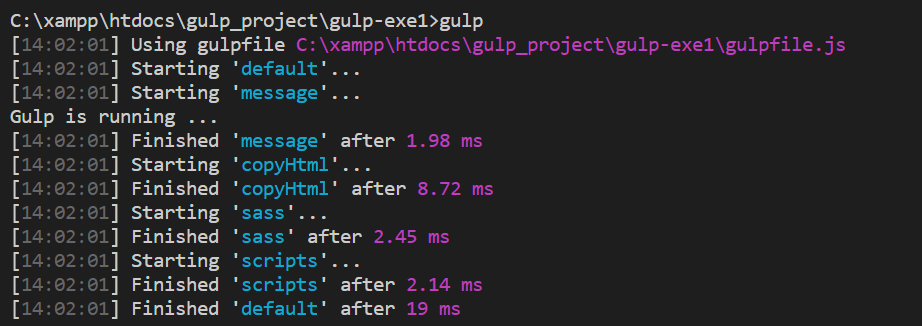 C:\xampp\htdocs\gulp_project\gulp-exe1>gulp
[14:02:01] Using gulpfile C:\xampp\htdocs\gulp_project\gulp-exe1\gulpfile.js
[14:02:01] Starting 'default'...
[14:02:01] Starting 'message'...
Gulp is running ...
[14:02:01] Finished 'message' after 1.98 ms
[14:02:01] Starting 'copyHtml'...
[14:02:01] Finished 'copyHtml' after 8.72 ms
[14:02:01] Starting 'sass'...
[14:02:01] Finished 'sass' after 2.45 ms
[14:02:01] Starting 'scripts'...
[14:02:01] Finished 'scripts' after 2.14 ms
[14:02:01] Finished 'default' after 19 ms